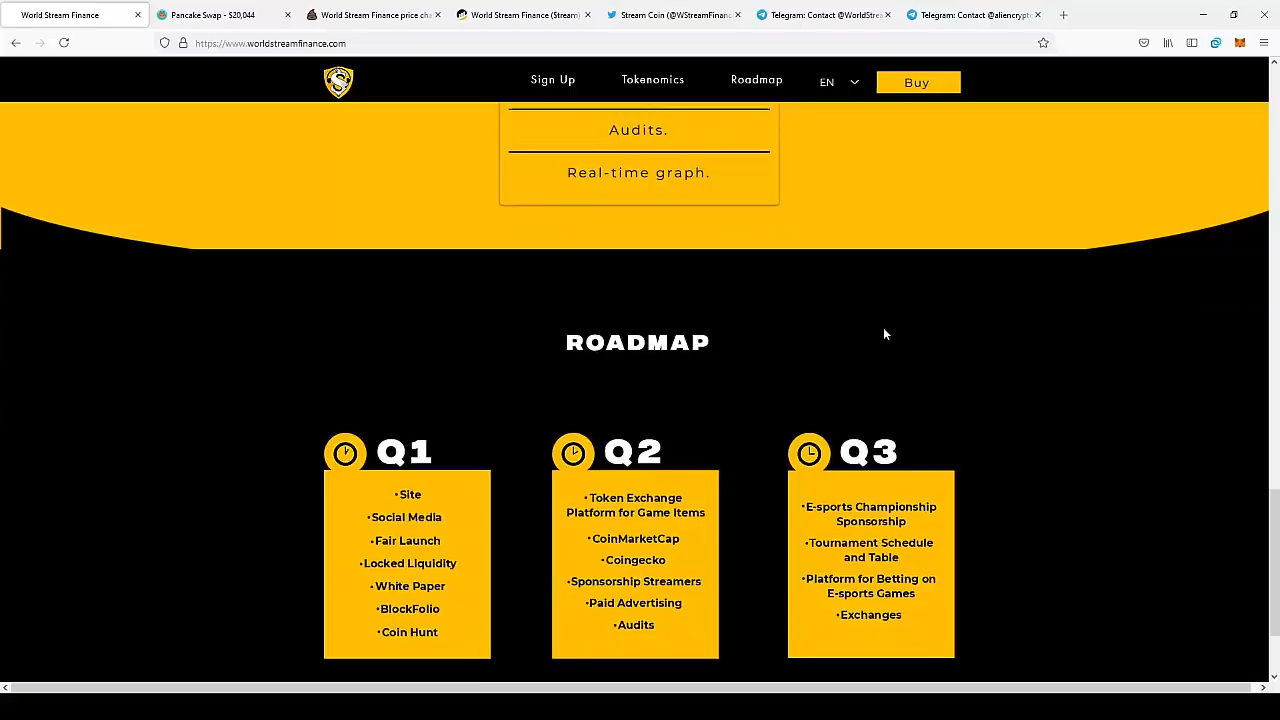 World Stream Finance
Pancake Swap - $20,044
World Stream Finance price cha
World Stream Finance (Stream)
Stream Coin (@WStreamFinanc
Telegram: Contact @WorldStre
Telegram: Contact @aliencrypt
https://www.worldstreamfinance.com
Sign Up
Tokenomics
Roadmap
EN
Buy
Audits.
Real-time graph.
ROADMAP
Q1
•Site
•Social Media
•Fair Launch
•Locked Liquidity
•White Paper
•BlockFolio
•Coin Hunt
Q2
•Token Exchange
Platform for Game Items
•CoinMarketCap
•Coingecko
•Sponsorship Streamers
•Paid Advertising
•Audits
Q3
•E-sports Championship
Sponsorship
•Tournament Schedule
and Table
•Platform for Betting on
E-sports Games
•Exchanges